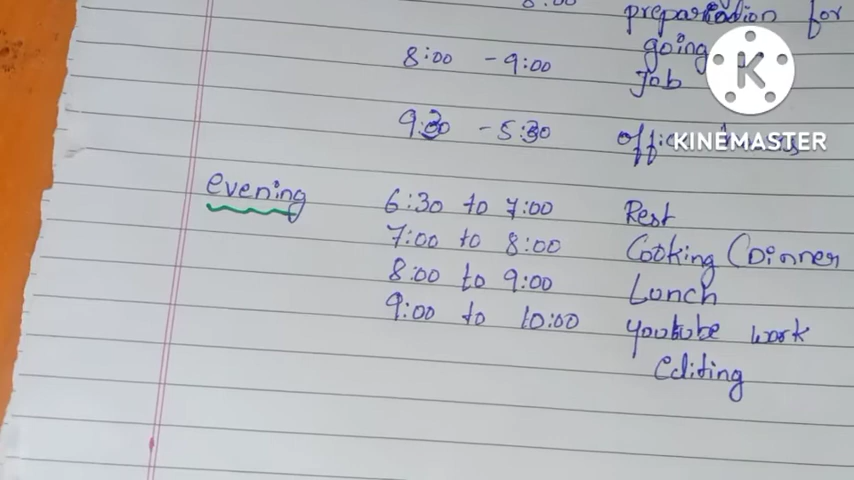 8:00
preparation for
going
8:00 - 9:00
Job
9:30 - 5:30
evening
6:30 to 7:00 Rest
7:00 to 8:00 Cooking (Dinner
8:00 to 9:00 Lunch
9:00 to 10:00 youtube work
Editing
K
KINEMASTER